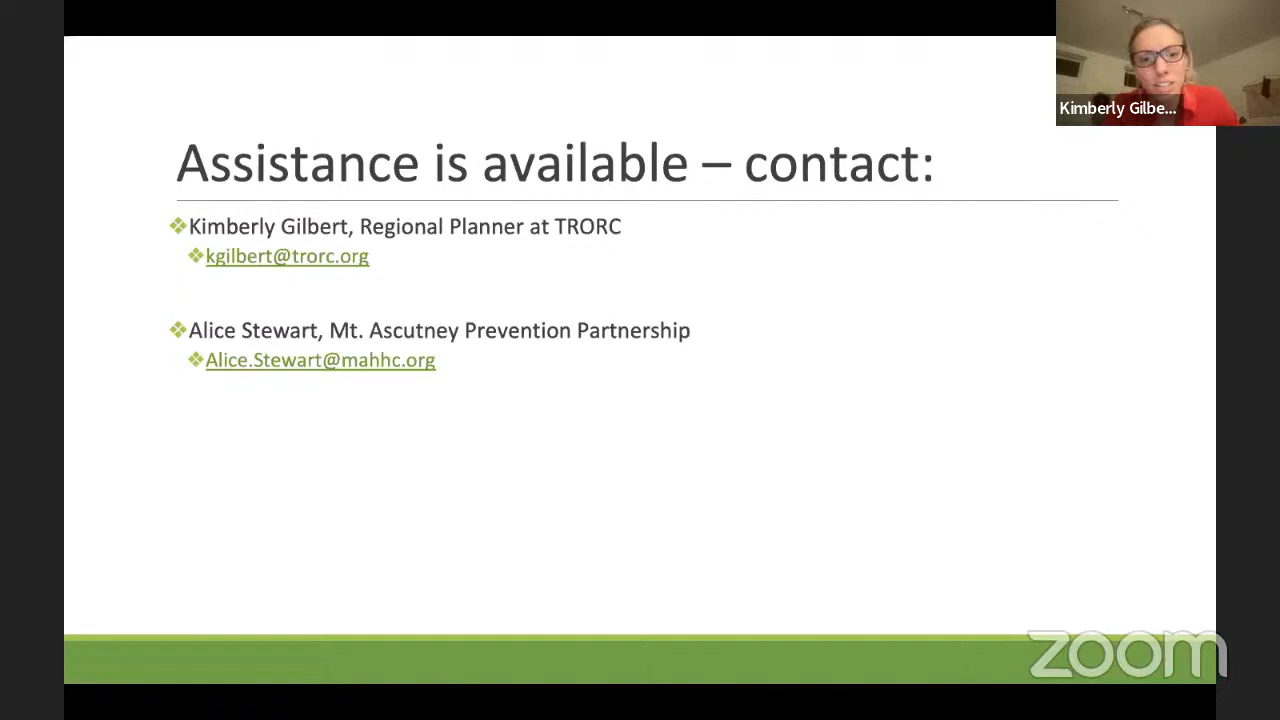 Kimberly Gilbe...
Assistance is available – contact:
❖Kimberly Gilbert, Regional Planner at TRORC
❖kgilbert@trorc.org
❖Alice Stewart, Mt. Ascutney Prevention Partnership
❖Alice.Stewart@mahhc.org
zoom